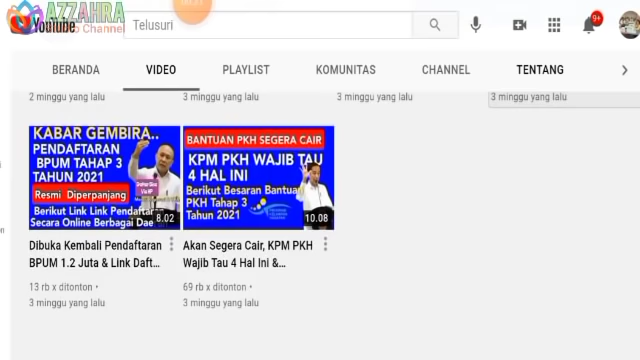 AZZAHRA
Channel
YouTube
Telusuri
9+
BERANDA VIDEO PLAYLIST KOMUNITAS CHANNEL TENTANG
2 minggu yang lalu 3 minggu yang lalu 3 minggu yang lalu 3 minggu yang lalu
KABAR GEMBIRA..
PENDAFTARAN
BPUM TAHAP 3
TAHUN 2021
Resmi Diperpanjang
Berikut Link Link Pendaftar
Secara Online Berbagai Dae
8.02
Dibuka Kembali Pendaftaran
BPUM 1.2 Juta & Link Daft...
13 rb x ditonton •
3 minggu yang lalu
BANTUAN PKH SEGERA CAIR
KPM PKH WAJIB TAU
4 HAL INI
Berikut Besaran Bantuan
PKH Tahap 3
Tahun 2021
10.08
Akan Segera Cair, KPM PKH
Wajib Tau 4 Hal Ini &...
69 rb x ditonton •
3 minggu yang lalu